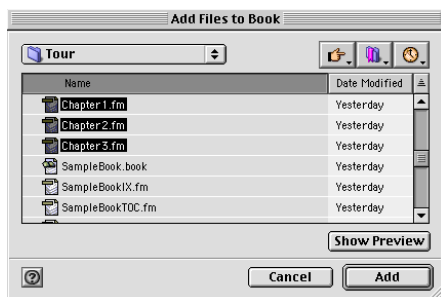 Add Files to Book
Tour
Name Date Modified
Chapter1.fm Yesterday
Chapter2.fm Yesterday
Chapter3.fm Yesterday
SampleBook.book Yesterday
SampleBookIX.fm Yesterday
SampleBookTOC.fm Yesterday
Show Preview
? Cancel Add